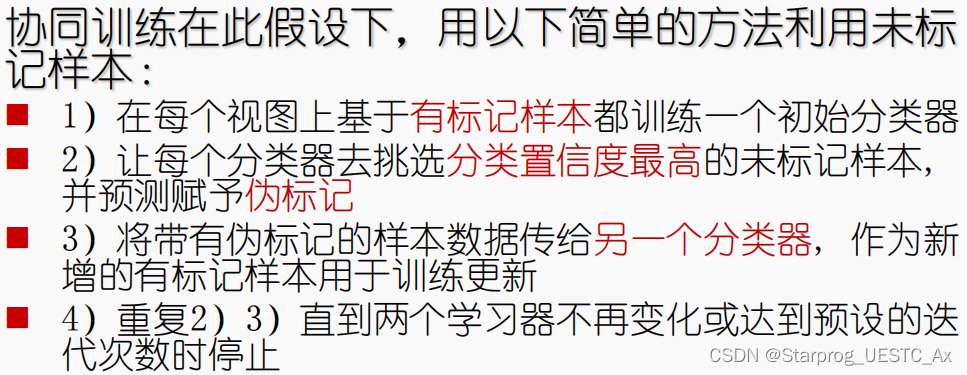 协同训练在此假设下，用以下简单的方法利用未标
记样本：
1）在每个视图上基于有标记样本都训练一个初始分类器
2）让每个分类器去挑选分类置信度最高的未标记样本，
并预测赋予伪标记
3）将带有伪标记的样本数据传给另一个分类器，作为新
增的有标记样本用于训练更新
4）重复2）3）直到两个学习器不再变化或达到预设的迭
代次数时停止
CSDN @Starprog_UESTC_Ax